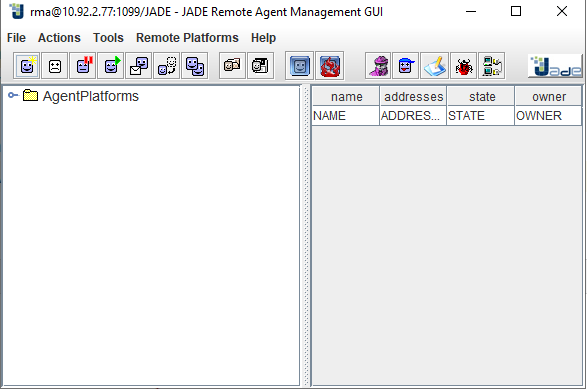 rma@10.92.2.77:1099/JADE - JADE Remote Agent Management GUI
File Actions Tools Remote Platforms Help
Jade
AgentPlatforms
name addresses state owner
NAME ADDRES... STATE OWNER